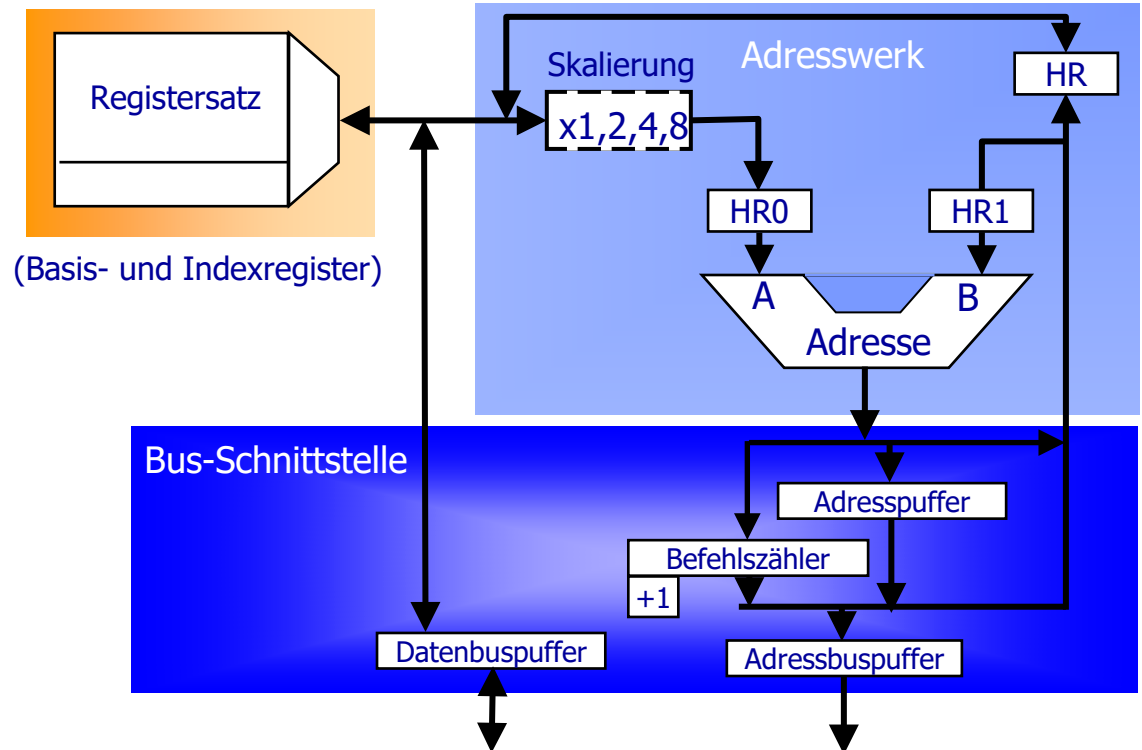 Adresswerk
Skalierung
HR
Registersatz
x1,2,4,8
HR0
HR1
(Basis- und Indexregister)
A
B
Adresse
Bus-Schnittstelle
Adresspuffer
Befehlszähler
+1
Datenbuspuffer
Adressbuspuffer